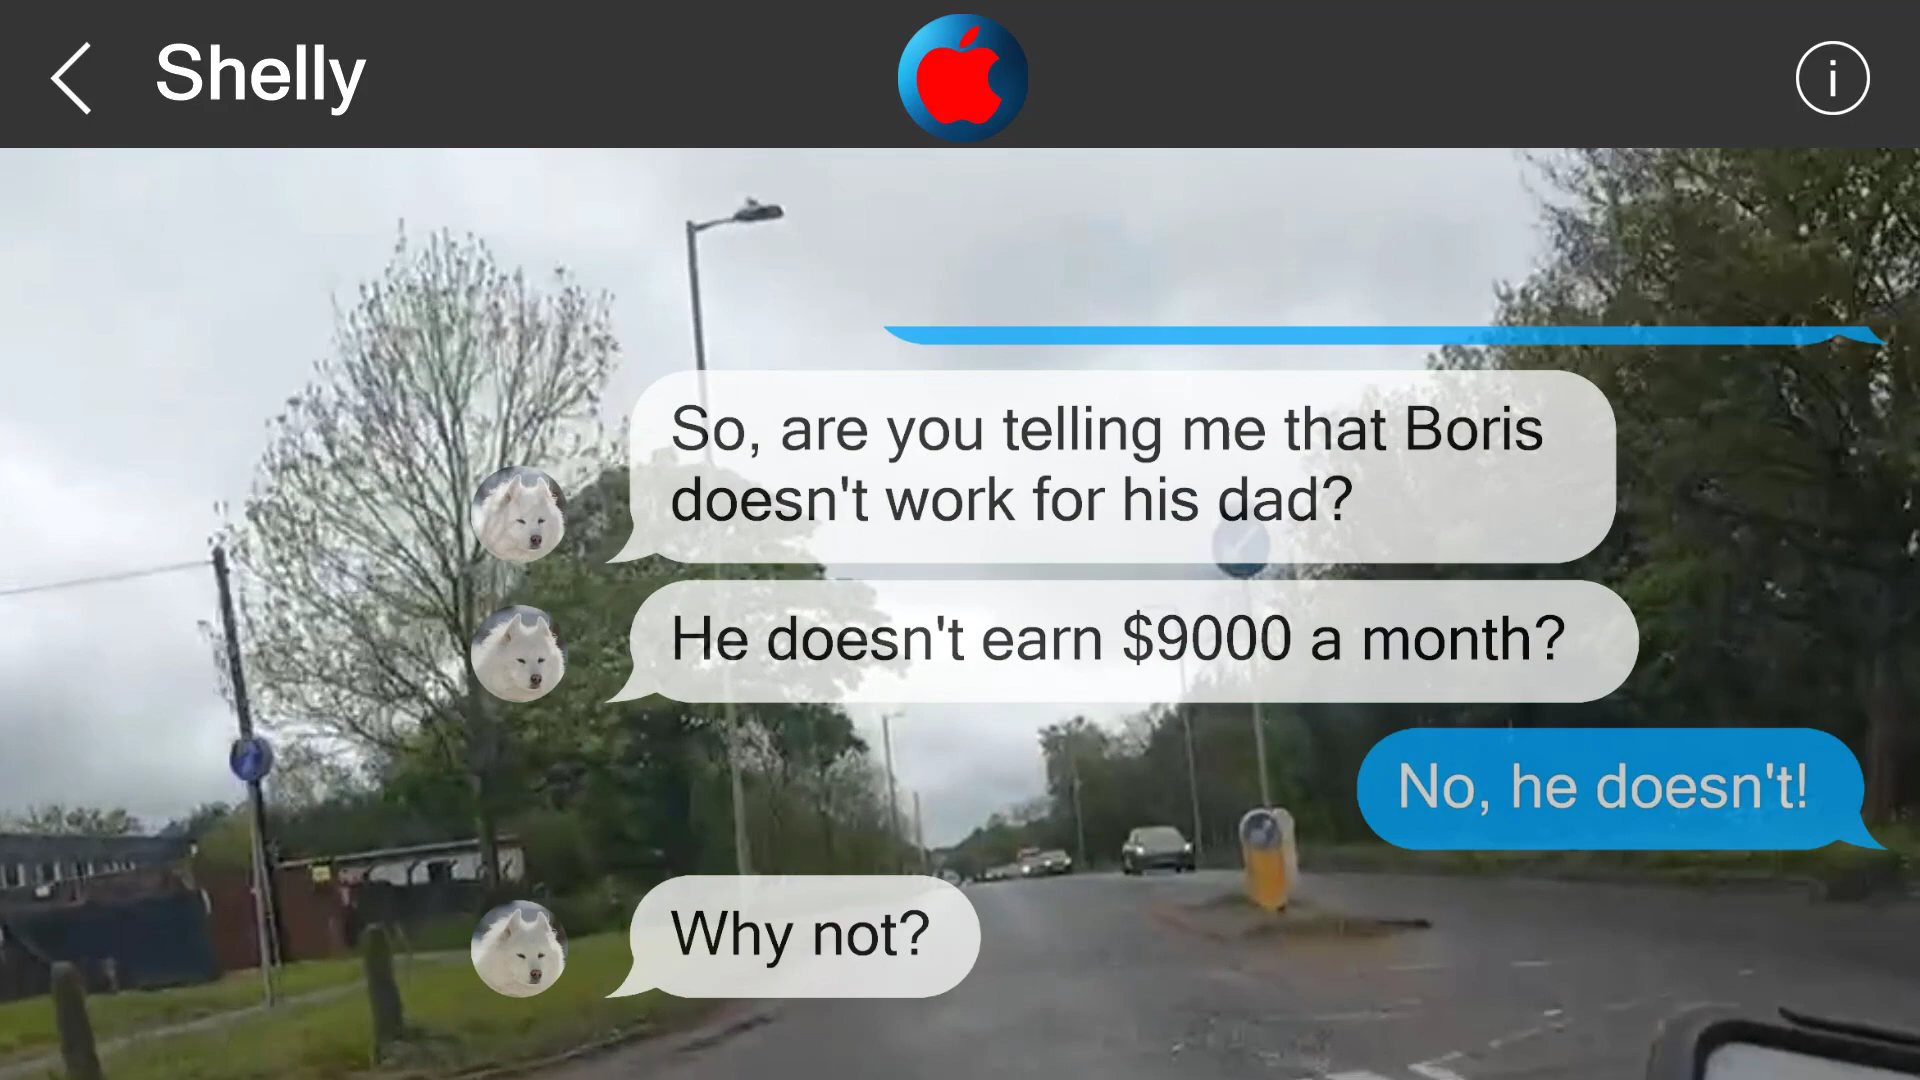 Shelly
i
So, are you telling me that Boris
doesn't work for his dad?
He doesn't earn $9000 a month?
No, he doesn't!
Why not?